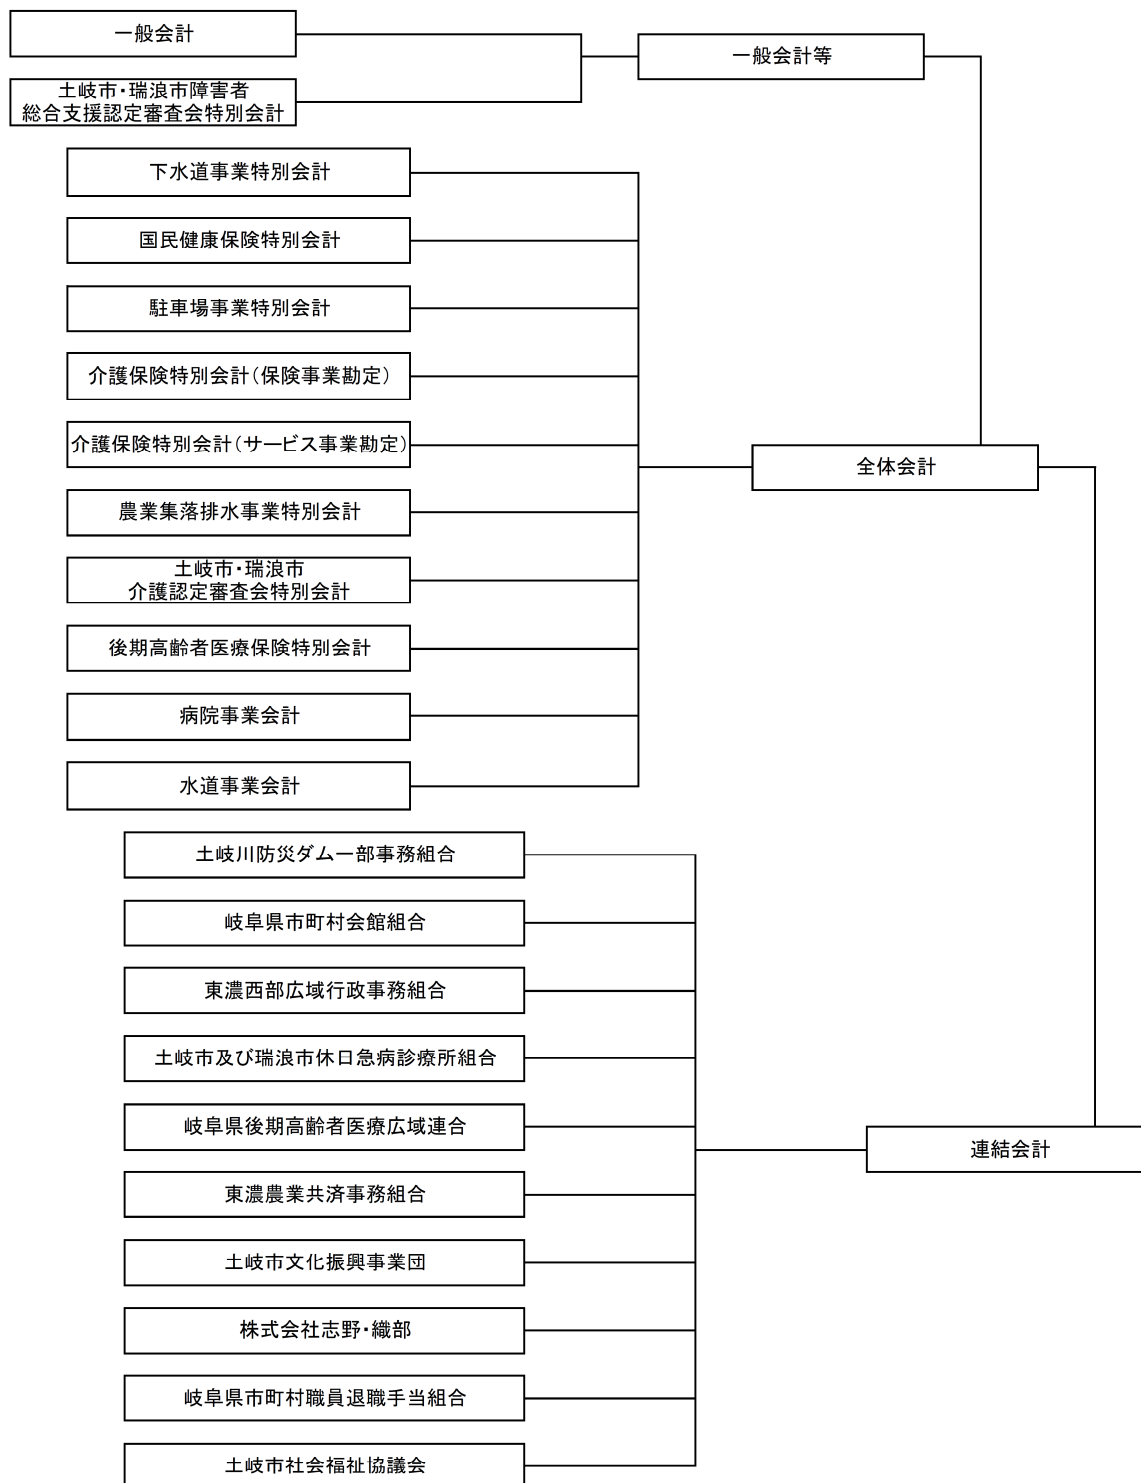 一般会計
一般会計等
土岐市・瑞浪市障害者
総合支援認定審査会特別会計
下水道事業特別会計
国民健康保険特別会計
駐車場事業特別会計
介護保険特別会計（保険事業勘定）
介護保険特別会計（サービス事業勘定）
全体会計
農業集落排水事業特別会計
土岐市・瑞浪市
介護認定審査会特別会計
後期高齢者医療保険特別会計
病院事業会計
水道事業会計
土岐川防災ダム一部事務組合
岐阜県市町村会館組合
東濃西部広域行政事務組合
土岐市及び瑞浪市休日急病診療所組合
岐阜県後期高齢者医療広域連合
連結会計
東濃農業共済事務組合
土岐市文化振興事業団
株式会社志野・織部
岐阜県市町村職員退職手当組合
土岐市社会福祉協議会